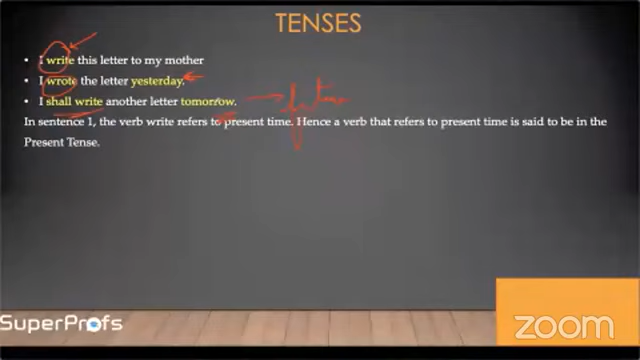 TENSES
• I write this letter to my mother
• I wrote the letter yesterday.
• I shall write another letter tomorrow.
future
In sentence 1, the verb write refers to present time. Hence a verb that refers to present time is said to be in the
Present Tense.
SuperProfs
zoom